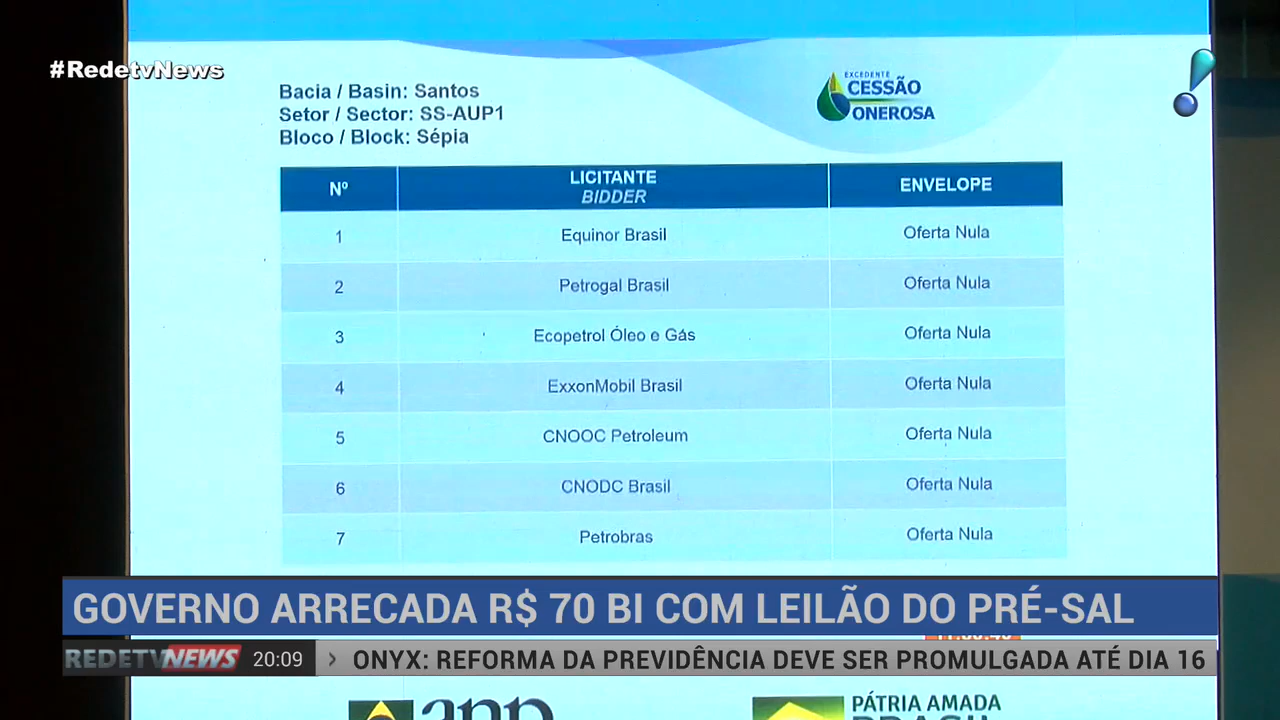 #RedetvNews
Bacia / Basin: Santos
Setor / Sector: SS-AUP1
Bloco / Block: Sépia
EXCEDENTE
CESSÃO
ONEROSA
Nº LICITANTE BIDDER ENVELOPE
1 Equinor Brasil Oferta Nula
2 Petrogal Brasil Oferta Nula
3 Ecopetrol Óleo e Gás Oferta Nula
4 ExxonMobil Brasil Oferta Nula
5 CNOOC Petroleum Oferta Nula
6 CNODC Brasil Oferta Nula
7 Petrobras Oferta Nula
GOVERNO ARRECADA R$ 70 BI COM LEILÃO DO PRÉ-SAL
REDETVNEWS 20:09 › ONYX: REFORMA DA PREVIDÊNCIA DEVE SER PROMULGADA ATÉ DIA 16
anp
PÁTRIA AMADA
BRASIL